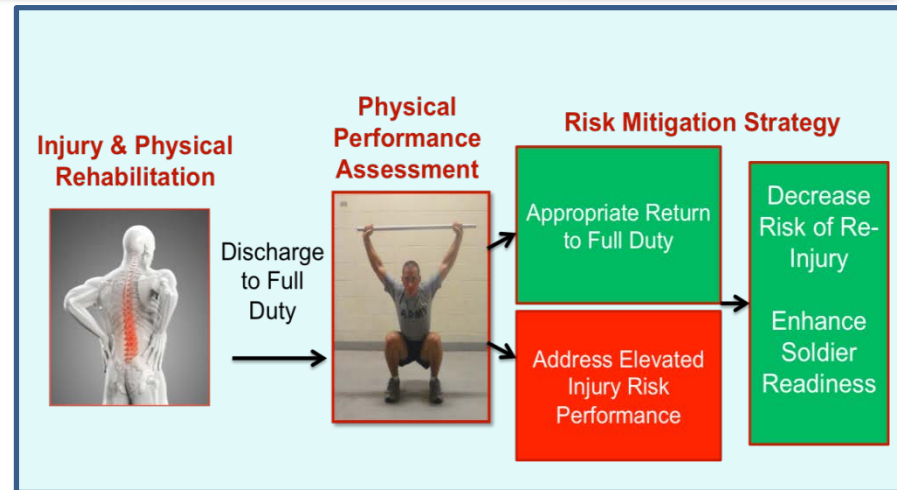 Injury & Physical
Rehabilitation
Discharge
to Full
Duty
Physical
Performance
Assessment
ARMY
Risk Mitigation Strategy
Appropriate Return
to Full Duty
Address Elevated
Injury Risk
Performance
Decrease
Risk of Re-
Injury
Enhance
Soldier
Readiness